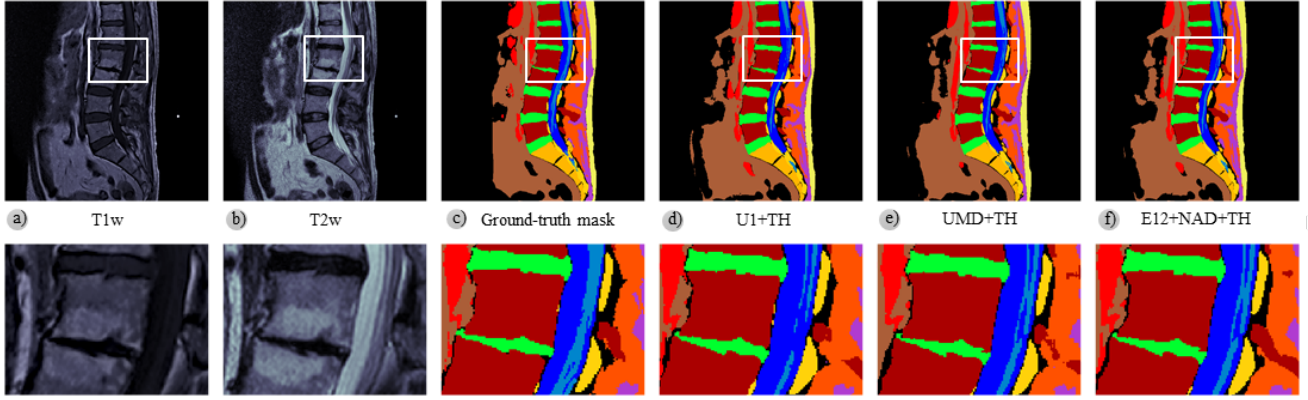 a) T1w
b) T2w
c) Ground-truth mask
d) U1+TH
e) UMD+TH
f) E12+NAD+TH